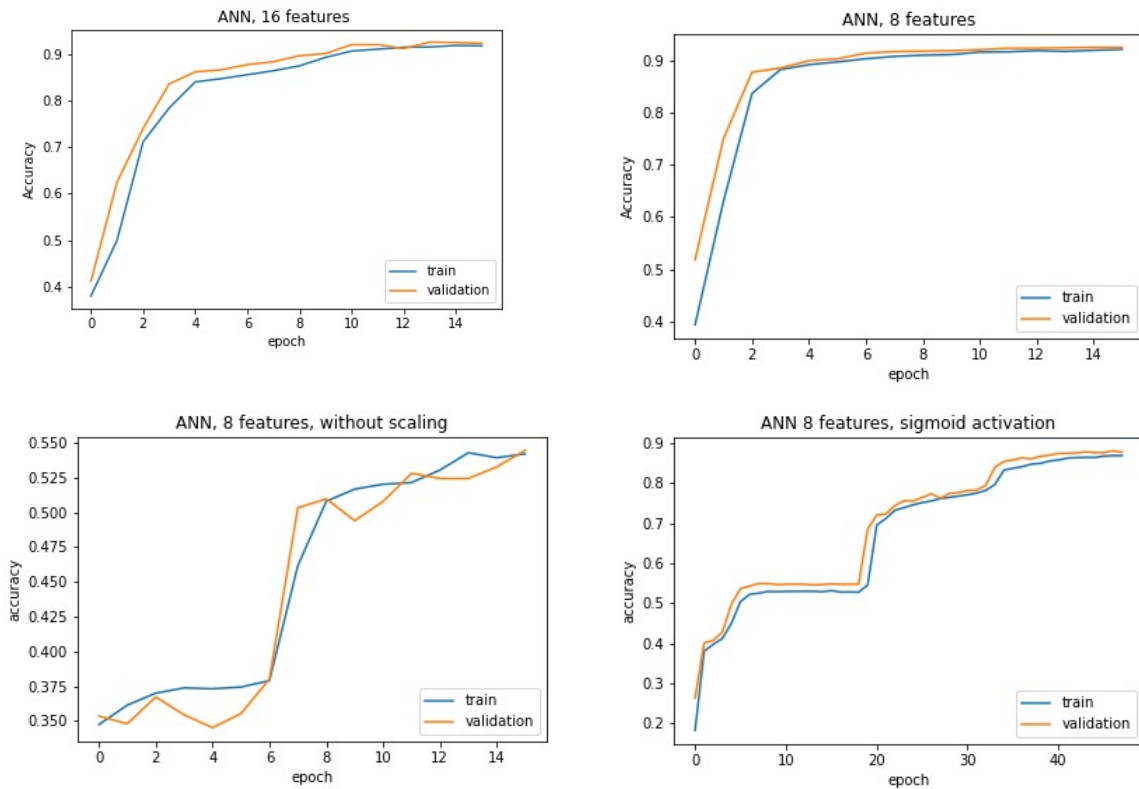 ANN, 16 features
0.9
0.8
0.7
0.6
0.5
0.4
Accuracy
0 2 4 6 8 10 12 14
epoch
train
validation
ANN, 8 features
0.9
0.8
0.7
0.6
0.5
0.4
Accuracy
0 2 4 6 8 10 12 14
epoch
train
validation
ANN, 8 features, without scaling
0.550
0.525
0.500
0.475
0.450
0.425
0.400
0.375
0.350
accuracy
0 2 4 6 8 10 12 14
epoch
train
validation
ANN 8 features, sigmoid activation
0.9
0.8
0.7
0.6
0.5
0.4
0.3
0.2
accuracy
0 10 20 30 40
epoch
train
validation